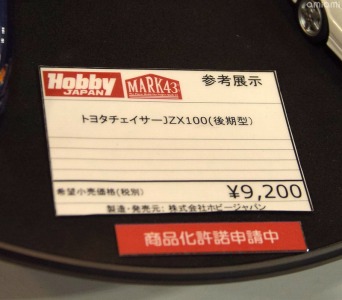 am.ami
Hobby JAPAN MARK43 参考展示
トヨタチェイサーJZX100(後期型)
希望小売価格(税別) ¥9,200
製造・発売元: 株式会社ホビージャパン
商品化許諾申請中